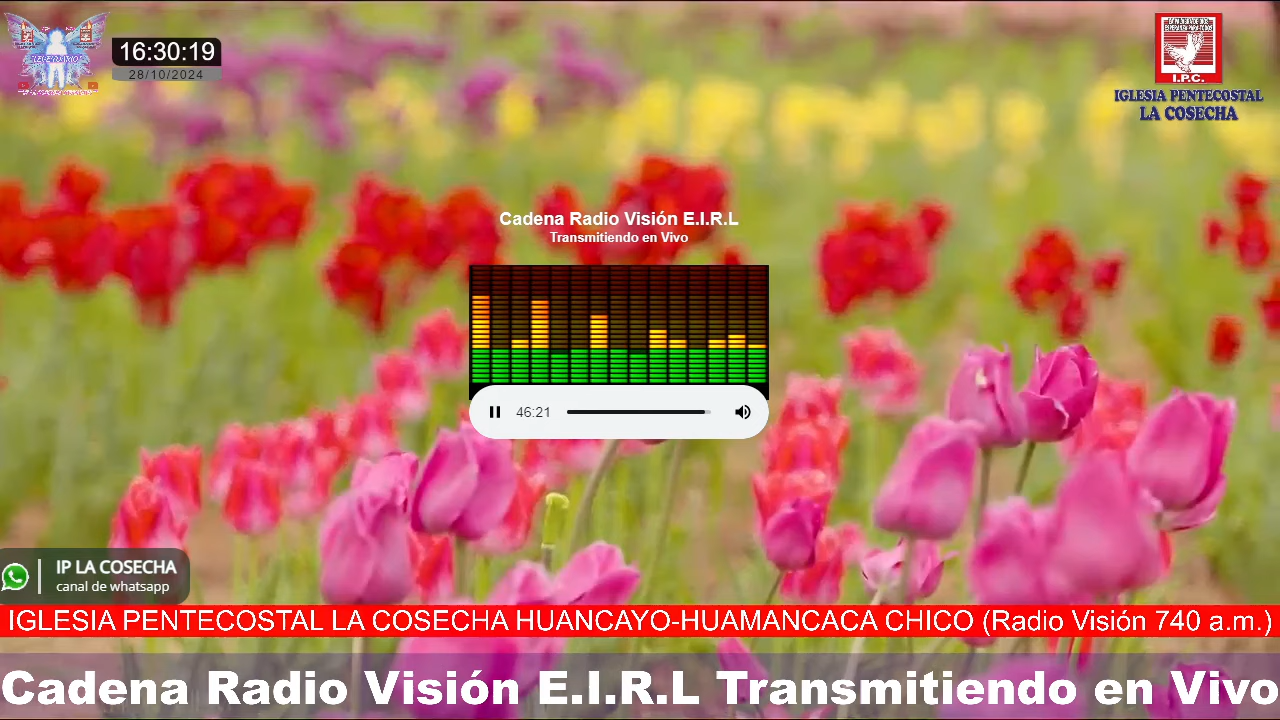 16:30:19
28/10/2024
I.P.C.
IGLESIA PENTECOSTAL
LA COSECHA
Cadena Radio Visión E.I.R.L
Transmitiendo en Vivo
46:21
IP LA COSECHA
canal de whatsapp
IGLESIA PENTECOSTAL LA COSECHA HUANCAYO-HUAMANCACA CHICO (Radio Visión 740 a.m.)
Cadena Radio Visión E.I.R.L Transmitiendo en Vivo